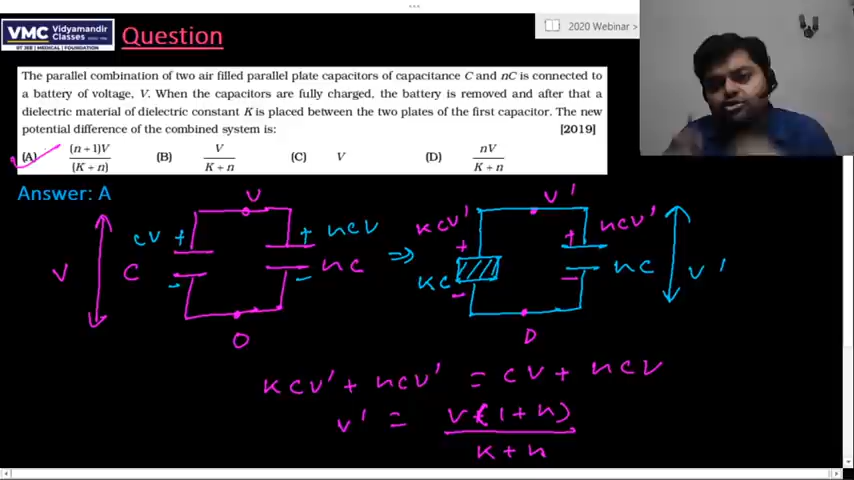 VMC Vidyamandir Classes
IIT JEE | MEDICAL | FOUNDATION
Question
2020 Webinar >
The parallel combination of two air filled parallel plate capacitors of capacitance C and nC is connected to
a battery of voltage, V. When the capacitors are fully charged, the battery is removed and after that a
dielectric material of dielectric constant K is placed between the two plates of the first capacitor. The new
potential difference of the combined system is: [2019]
(A) (n+1)V / (K+n) (B) V / K+n (C) V (D) nV / K+n
Answer: A
V V'
cv + + ncv ⇒ kcv' + + ncv'
V C nc kc nc V'
- - - -
O D
kcv' + ncv' = cv + ncv
v' = v(1+n) / k+n